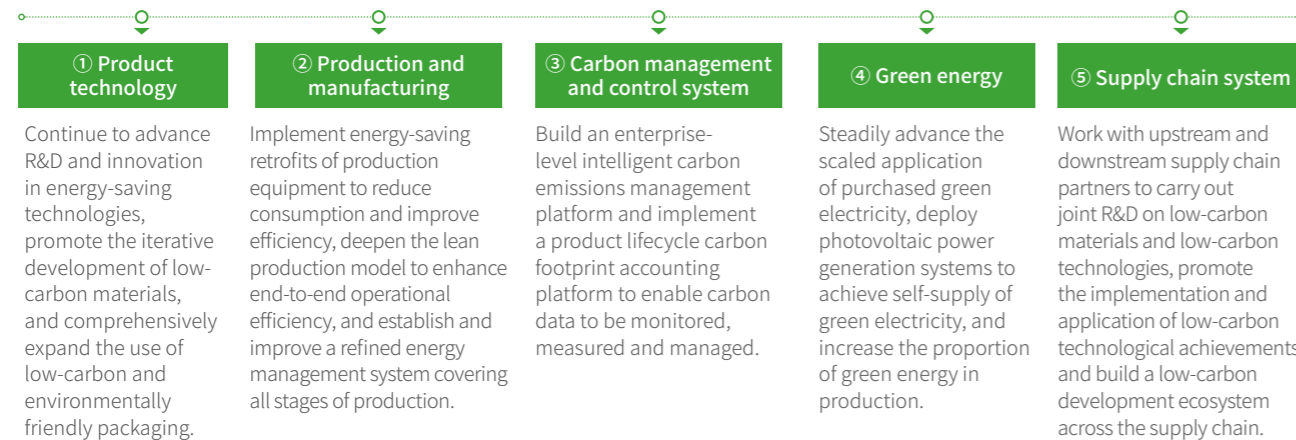 ① Product
technology
Continue to advance
R&D and innovation
in energy-saving
technologies,
promote the iterative
development of low-
carbon materials,
and comprehensively
expand the use of
low-carbon and
environmentally
friendly packaging.
② Production and
manufacturing
Implement energy-saving
retrofits of production
equipment to reduce
consumption and improve
efficiency, deepen the lean
production model to enhance
end-to-end operational
efficiency, and establish and
improve a refined energy
management system covering
all stages of production.
③ Carbon management
and control system
Build an enterprise-
level intelligent carbon
emissions management
platform and implement
a product lifecycle carbon
footprint accounting
platform to enable carbon
data to be monitored,
measured and managed.
④ Green energy
Steadily advance the
scaled application
of purchased green
electricity, deploy
photovoltaic power
generation systems to
achieve self-supply of
green electricity, and
increase the proportion
of green energy in
production.
⑤ Supply chain system
Work with upstream and
downstream supply chain
partners to carry out
joint R&D on low-carbon
materials and low-carbon
technologies, promote
the implementation and
application of low-carbon
technological achievements
and build a low-carbon
development ecosystem
across the supply chain.